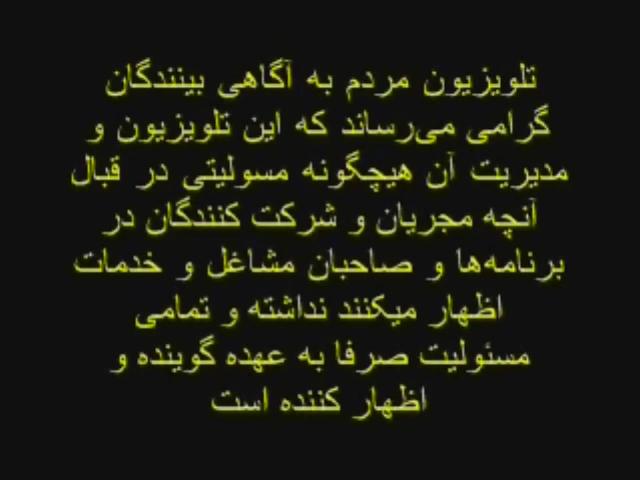 تلویزیون مردم به آگاهی بینندگان
گرامی می‌رساند که این تلویزیون و
مدیریت آن هیچگونه مسولیتی در قبال
آنچه مجریان و شرکت کنندگان در
برنامه‌ها و صاحبان مشاغل و خدمات
اظهار میکنند نداشته و تمامی
مسئولیت صرفا به عهده گوینده و
اظهار کننده است